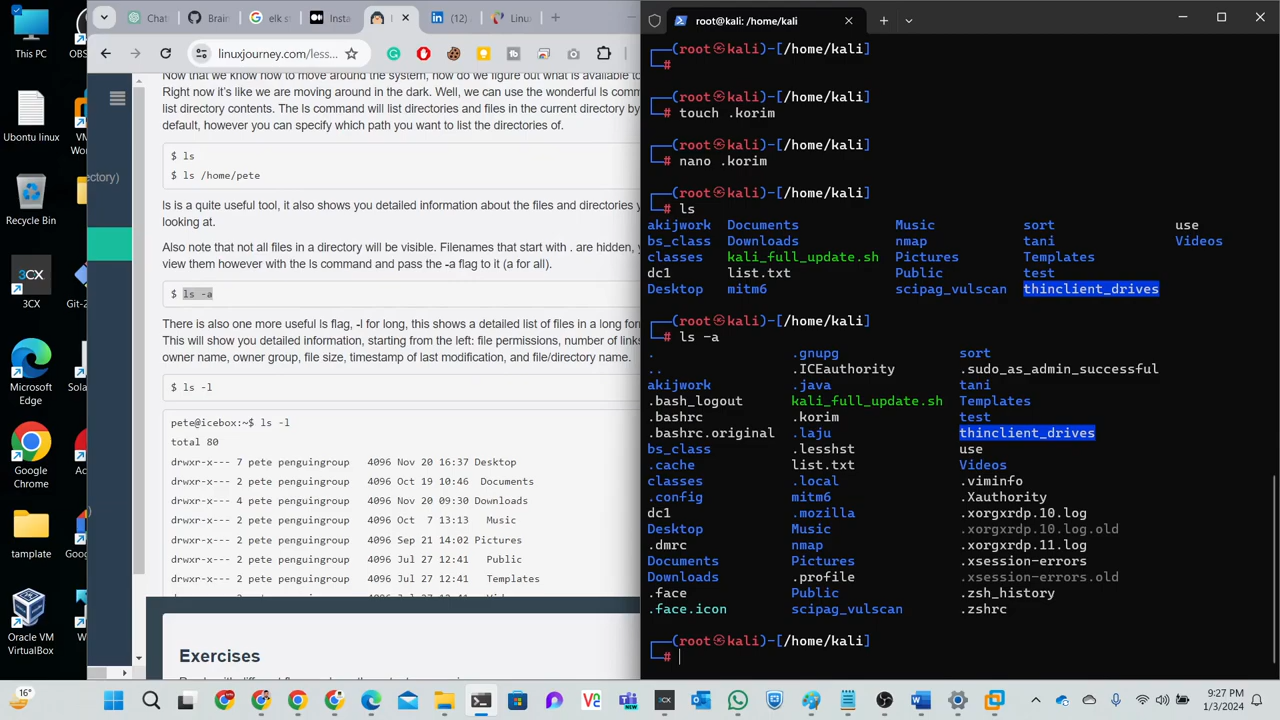 This PC
OBS
Ubuntu linux
Recycle Bin
3CX
Git-2
Microsoft
Edge
Sola
Google
Chrome
tamplate
Goog
Oracle VM
VirtualBox
Chat
Brain
elk s
Insta
(12)
Linux
linuxjourney.com/less...
ectory)
Now that we know how to move around the system, how do we figure out what is available to
Right now it's like we are moving around in the dark. Well, we can use the wonderful ls comm
list directory contents. The ls command will list directories and files in the current directory by
default, however you can specify which path you want to list the directories of.
$ ls
$ ls /home/pete
ls is a quite useful tool, it also shows you detailed information about the files and directories y
looking at.
Also note that not all files in a directory will be visible. Filenames that start with . are hidden, y
view them however with the ls command and pass the -a flag to it (a for all).
$ ls -a
There is also one more useful ls flag, -l for long, this shows a detailed list of files in a long for
This will show you detailed information, starting from the left: file permissions, number of links
owner name, owner group, file size, timestamp of last modification, and file/directory name.
$ ls -l
pete@icebox:~$ ls -l
total 80
drwxr-x--- 7 pete penguingroup 4096 Nov 20 16:37 Desktop
drwxr-x--- 2 pete penguingroup 4096 Oct 19 10:46 Documents
drwxr-x--- 4 pete penguingroup 4096 Nov 20 09:30 Downloads
drwxr-x--- 2 pete penguingroup 4096 Oct 7 13:13 Music
drwxr-x--- 2 pete penguingroup 4096 Sep 21 14:02 Pictures
drwxr-x--- 2 pete penguingroup 4096 Jul 27 12:41 Public
drwxr-x--- 2 pete penguingroup 4096 Jul 27 12:41 Templates
Exercises
root@kali: /home/kali
┌──(root㉿kali)-[/home/kali]
└─#
┌──(root㉿kali)-[/home/kali]
└─# touch .korim
┌──(root㉿kali)-[/home/kali]
└─# nano .korim
┌──(root㉿kali)-[/home/kali]
└─# ls
akijwork Documents Music sort use
bs_class Downloads nmap tani Videos
classes kali_full_update.sh Pictures Templates
dc1 list.txt Public test
Desktop mitm6 scipag_vulscan thinclient_drives
┌──(root㉿kali)-[/home/kali]
└─# ls -a
. .gnupg sort
.. .ICEauthority .sudo_as_admin_successful
akijwork .java tani
.bash_logout kali_full_update.sh Templates
.bashrc .korim test
.bashrc.original .laju thinclient_drives
bs_class .lesshst use
.cache list.txt Videos
classes .local .viminfo
.config mitm6 .Xauthority
dc1 .mozilla .xorgxrdp.10.log
Desktop Music .xorgxrdp.10.log.old
.dmrc nmap .xorgxrdp.11.log
Documents Pictures .xsession-errors
Downloads .profile .xsession-errors.old
.face Public .zsh_history
.face.icon scipag_vulscan .zshrc
┌──(root㉿kali)-[/home/kali]
└─#
16°
9:27 PM
1/3/2024